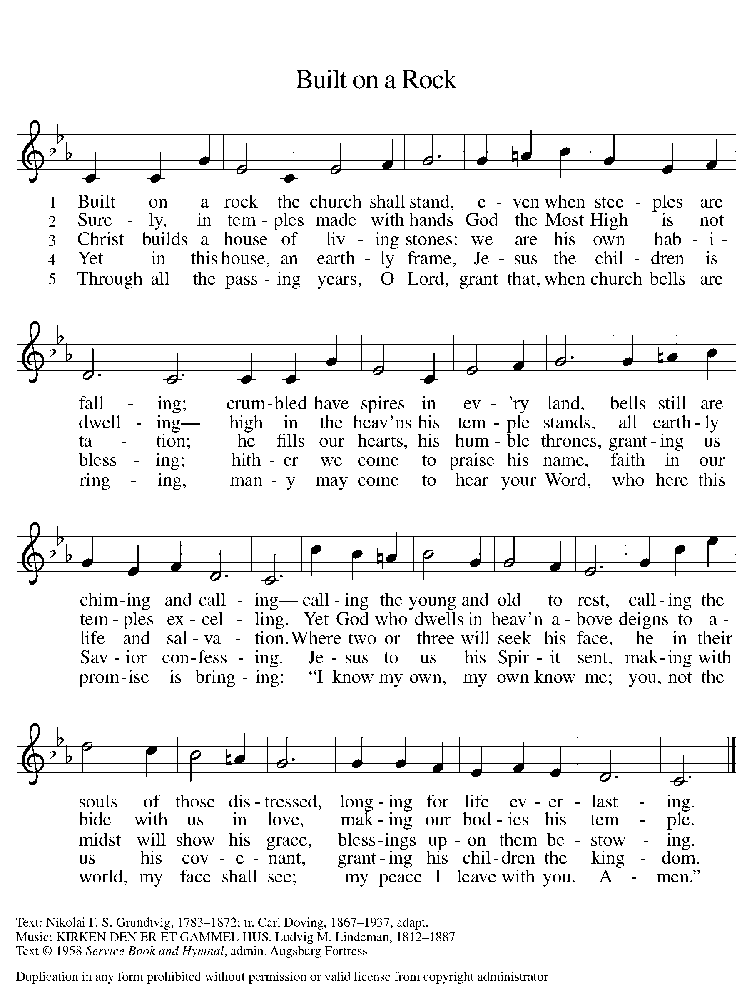 Built on a Rock
1 Built on a rock the church shall stand, e - ven when stee - ples are
2 Sure - ly, in tem - ples made with hands God the Most High is not
3 Christ builds a house of liv - ing stones: we are his own hab - i -
4 Yet in this house, an earth - ly frame, Je - sus the chil - dren is
5 Through all the pass - ing years, O Lord, grant that, when church bells are
fall - ing; crum - bled have spires in ev - 'ry land, bells still are
dwell - ing— high in the heav'ns his tem - ple stands, all earth - ly
ta - tion; he fills our hearts, his hum - ble thrones, grant - ing us
bless - ing; hith - er we come to praise his name, faith in our
ring - ing, man - y may come to hear your Word, who here this
chim - ing and call - ing— call - ing the young and old to rest, call - ing the
tem - ples ex - cel - ling. Yet God who dwells in heav'n a - bove deigns to a -
life and sal - va - tion. Where two or three will seek his face, he in their
Sav - ior con - fess - ing. Je - sus to us his Spir - it sent, mak - ing with
prom - ise is bring - ing: “I know my own, my own know me; you, not the
souls of those dis - tressed, long - ing for life ev - er - last - ing.
bide with us in love, mak - ing our bod - ies his tem - ple.
midst will show his grace, bless - ings up - on them be - stow - ing.
us his cov - e - nant, grant - ing his chil - dren the king - dom.
world, my face shall see; my peace I leave with you. A - men.”
Text: Nikolai F. S. Grundtvig, 1783–1872; tr. Carl Doving, 1867–1937, adapt.
Music: KIRKEN DEN ER ET GAMMEL HUS, Ludvig M. Lindeman, 1812–1887
Text © 1958 Service Book and Hymnal, admin. Augsburg Fortress
Duplication in any form prohibited without permission or valid license from copyright administrator